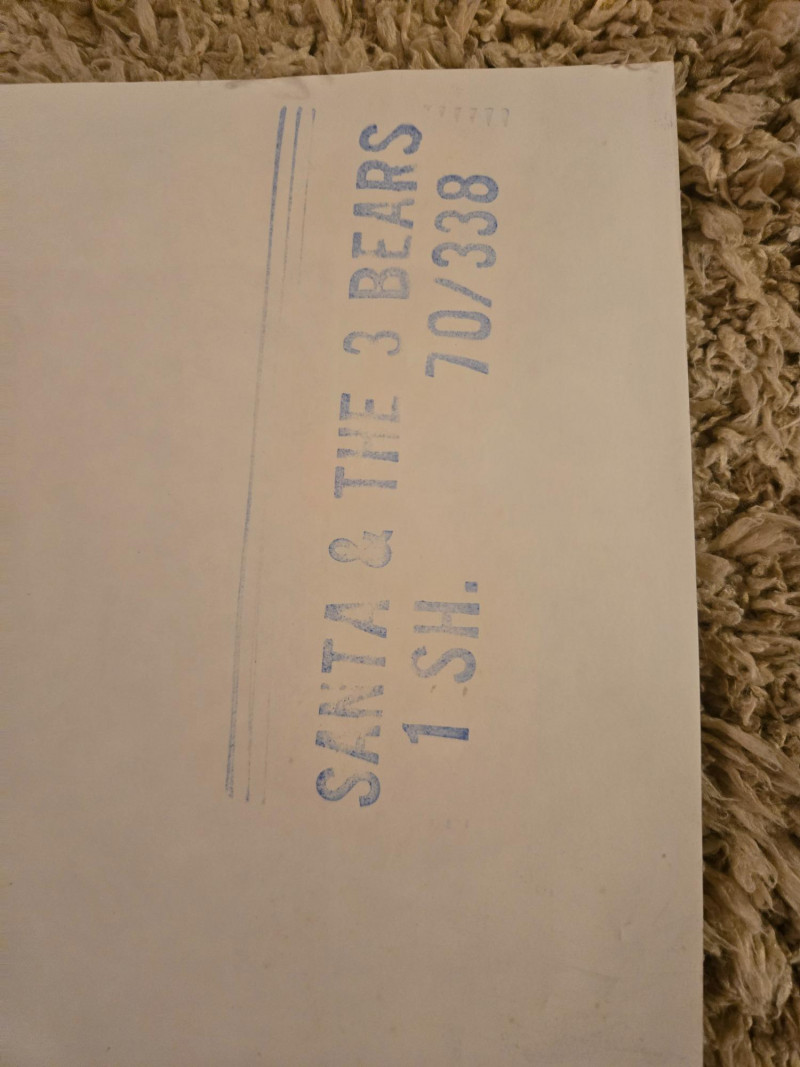 SANTA & THE 3 BEARS
1 SH. 70/338